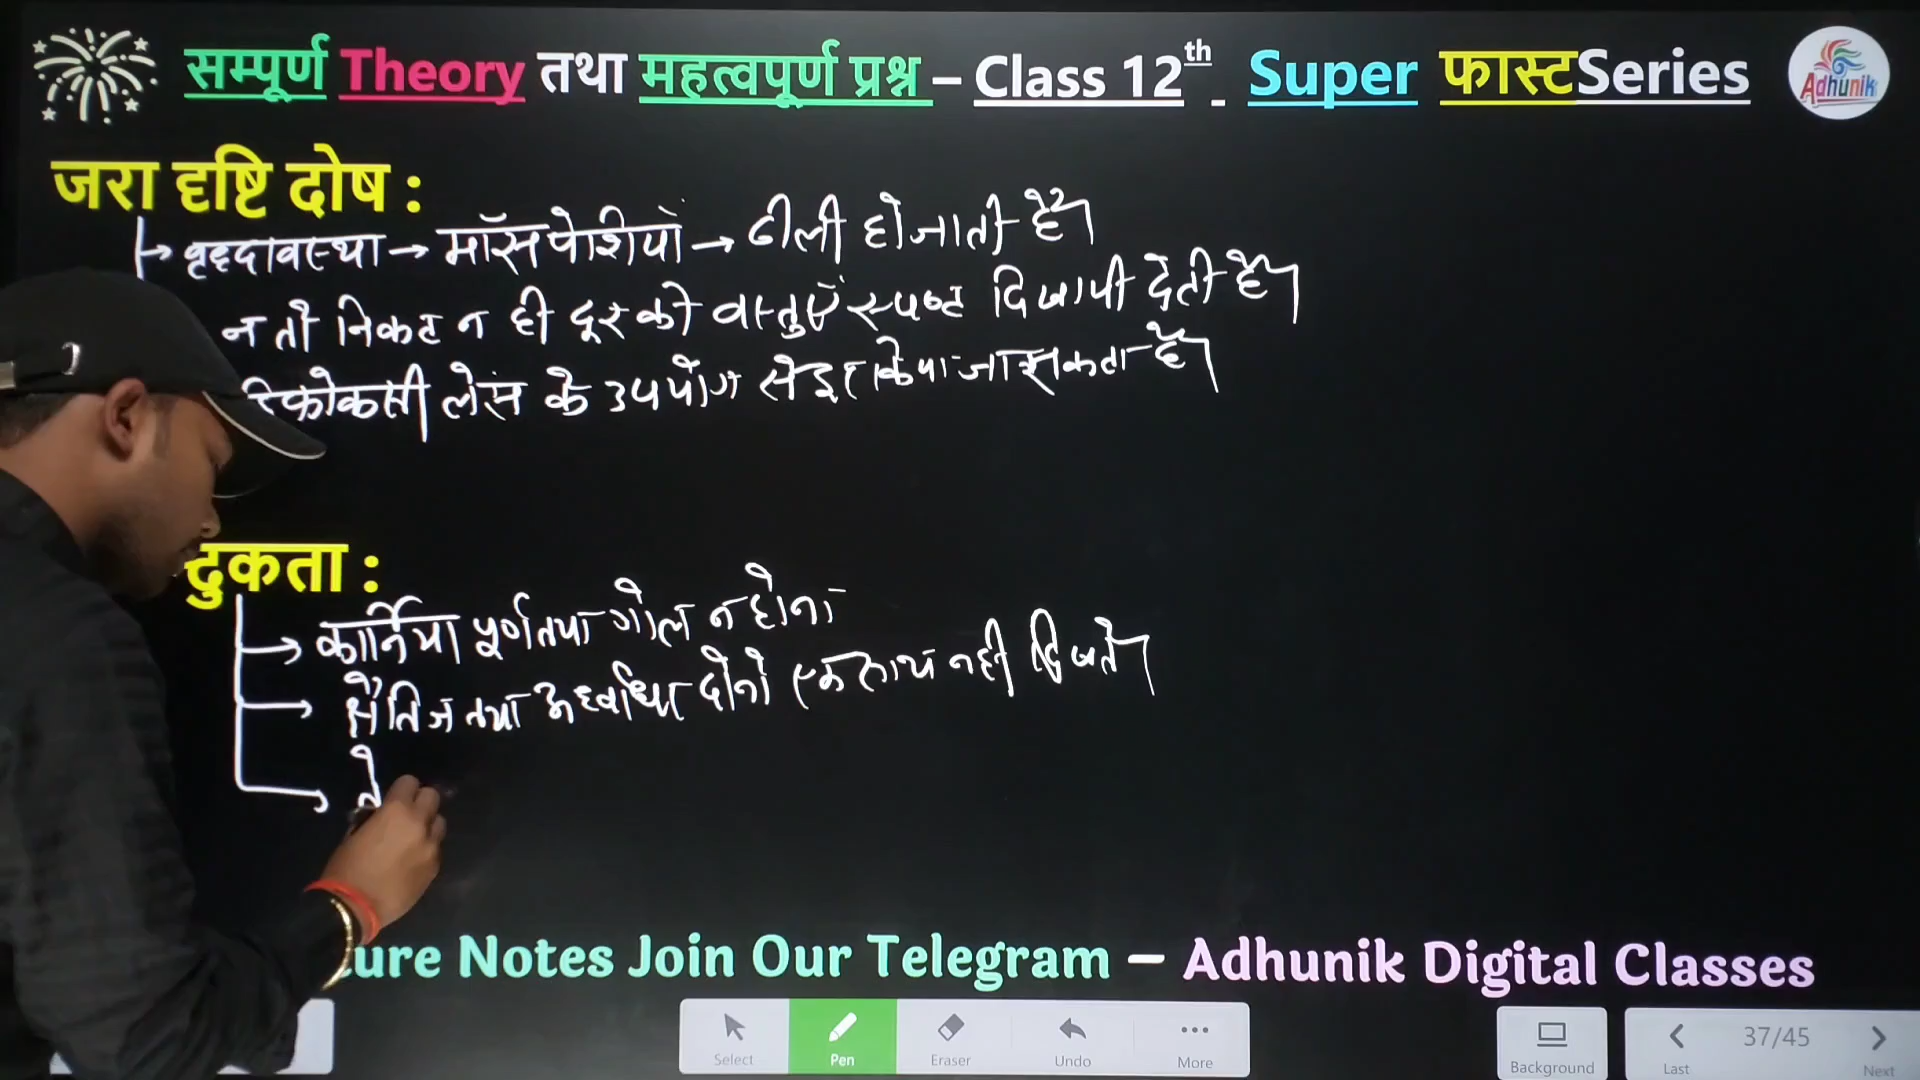 सम्पूर्ण Theory तथा महत्वपूर्ण प्रश्न – Class 12th - Super फास्टSeries
Adhunik
जरा दृष्टि दोष :
वृद्धावस्था → माँसपेशियाँ → ढीली हो जाती हैं।
न तो निकट न ही दूर की वस्तुएँ स्पष्ट दिखायी देती हैं।
लेंस के उपयोग से दूर किया जा सकता है।
दुकता :
कार्निया पूर्णतया गोल न होना
क्षैतिज तथा ऊर्ध्वाधर दोनों एक साथ नहीं दिखते।
ture Notes Join Our Telegram – Adhunik Digital Classes
Select Pen Eraser Undo More Background Last 37/45 Next